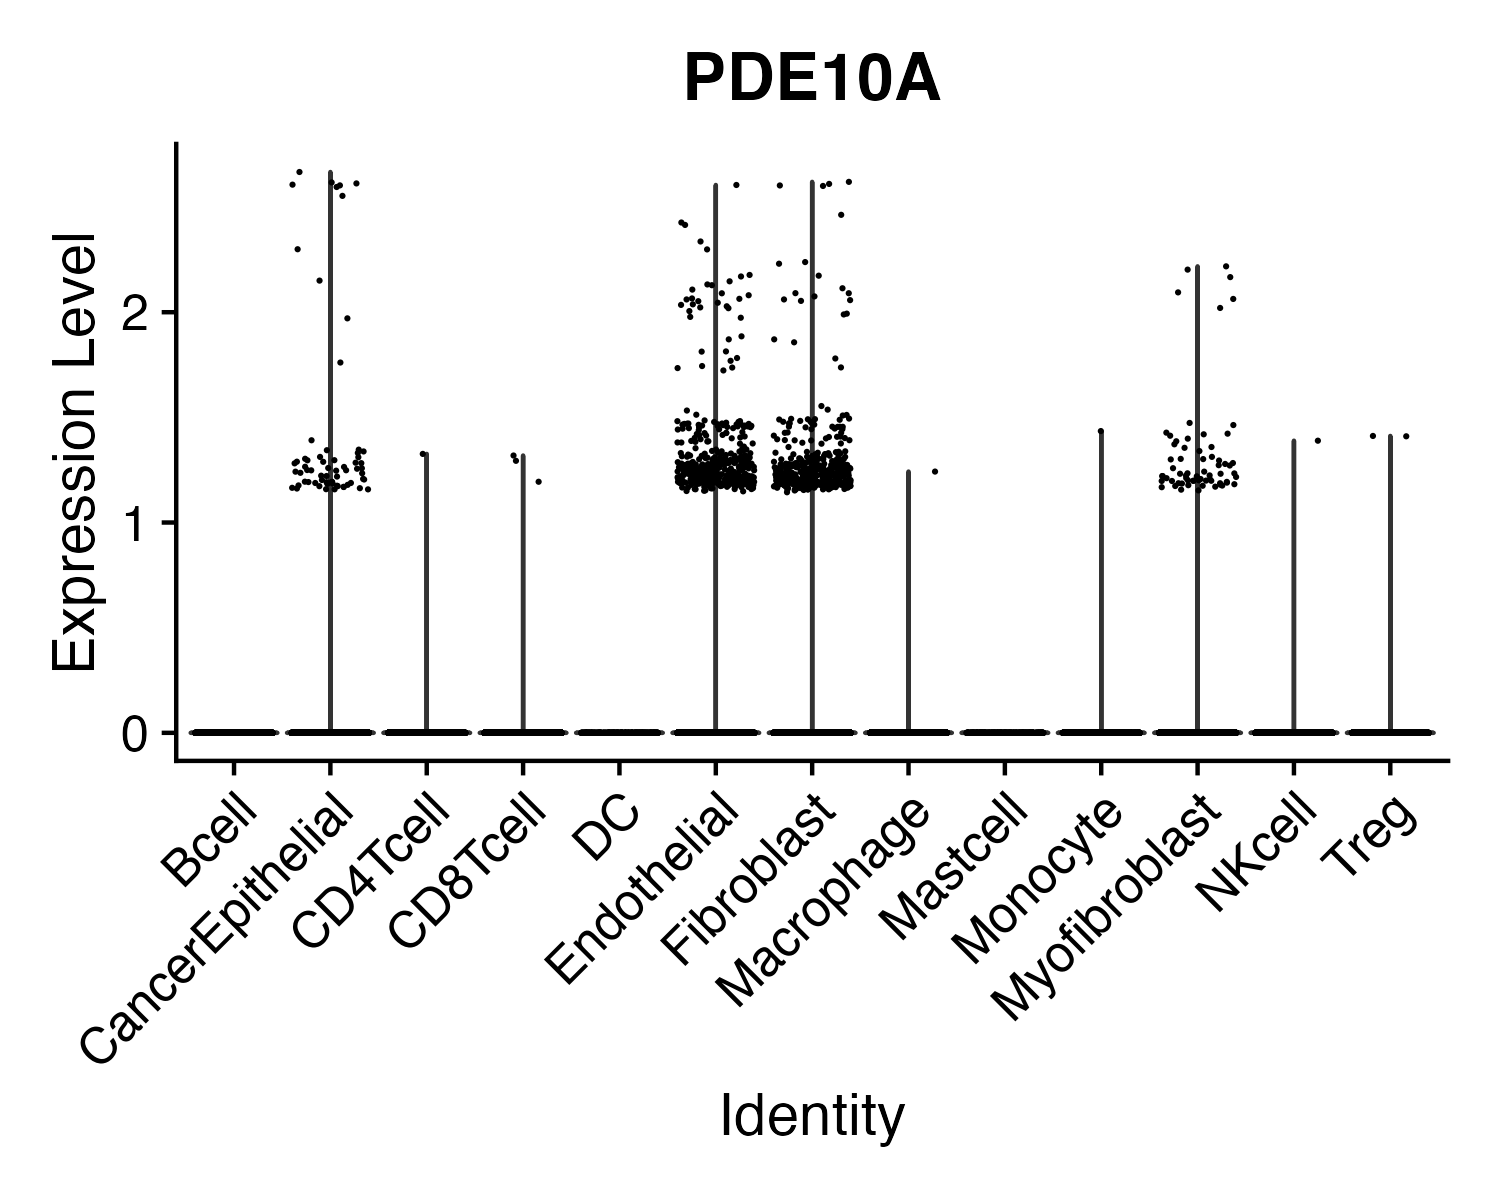 PDE10A
Expression Level
2
1
0
Bcell
CancerEpithelial
CD4Tcell
CD8Tcell
DC
Endothelial
Fibroblast
Macrophage
Mastcell
Monocyte
Myofibroblast
NKcell
Treg
Identity